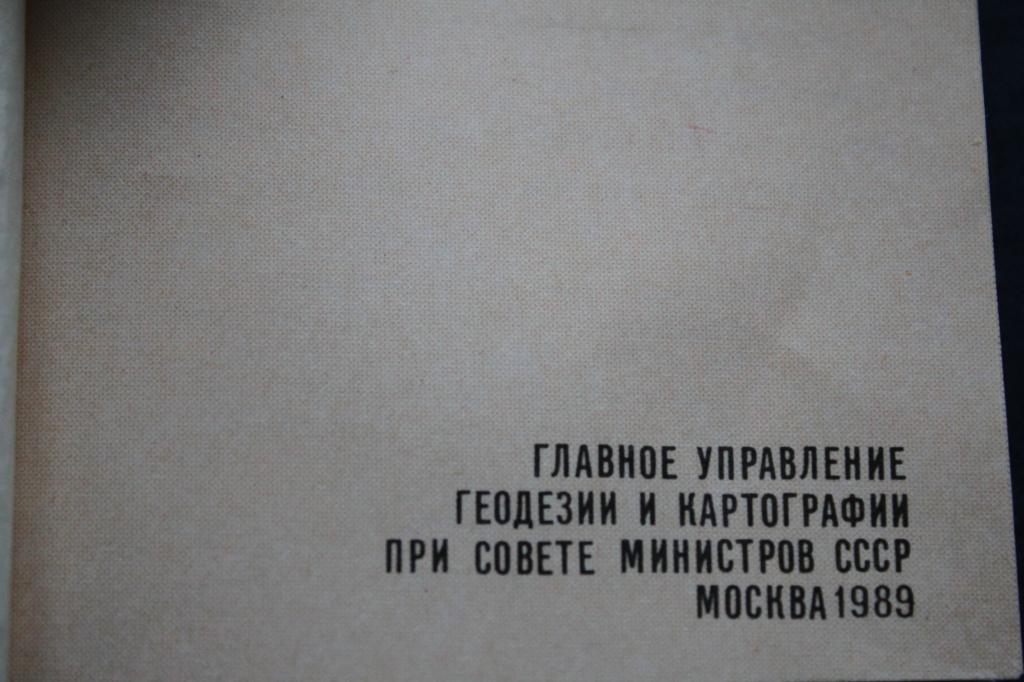 ГЛАВНОЕ УПРАВЛЕНИЕ
ГЕОДЕЗИИ И КАРТОГРАФИИ
ПРИ СОВЕТЕ МИНИСТРОВ СССР
МОСКВА 1989